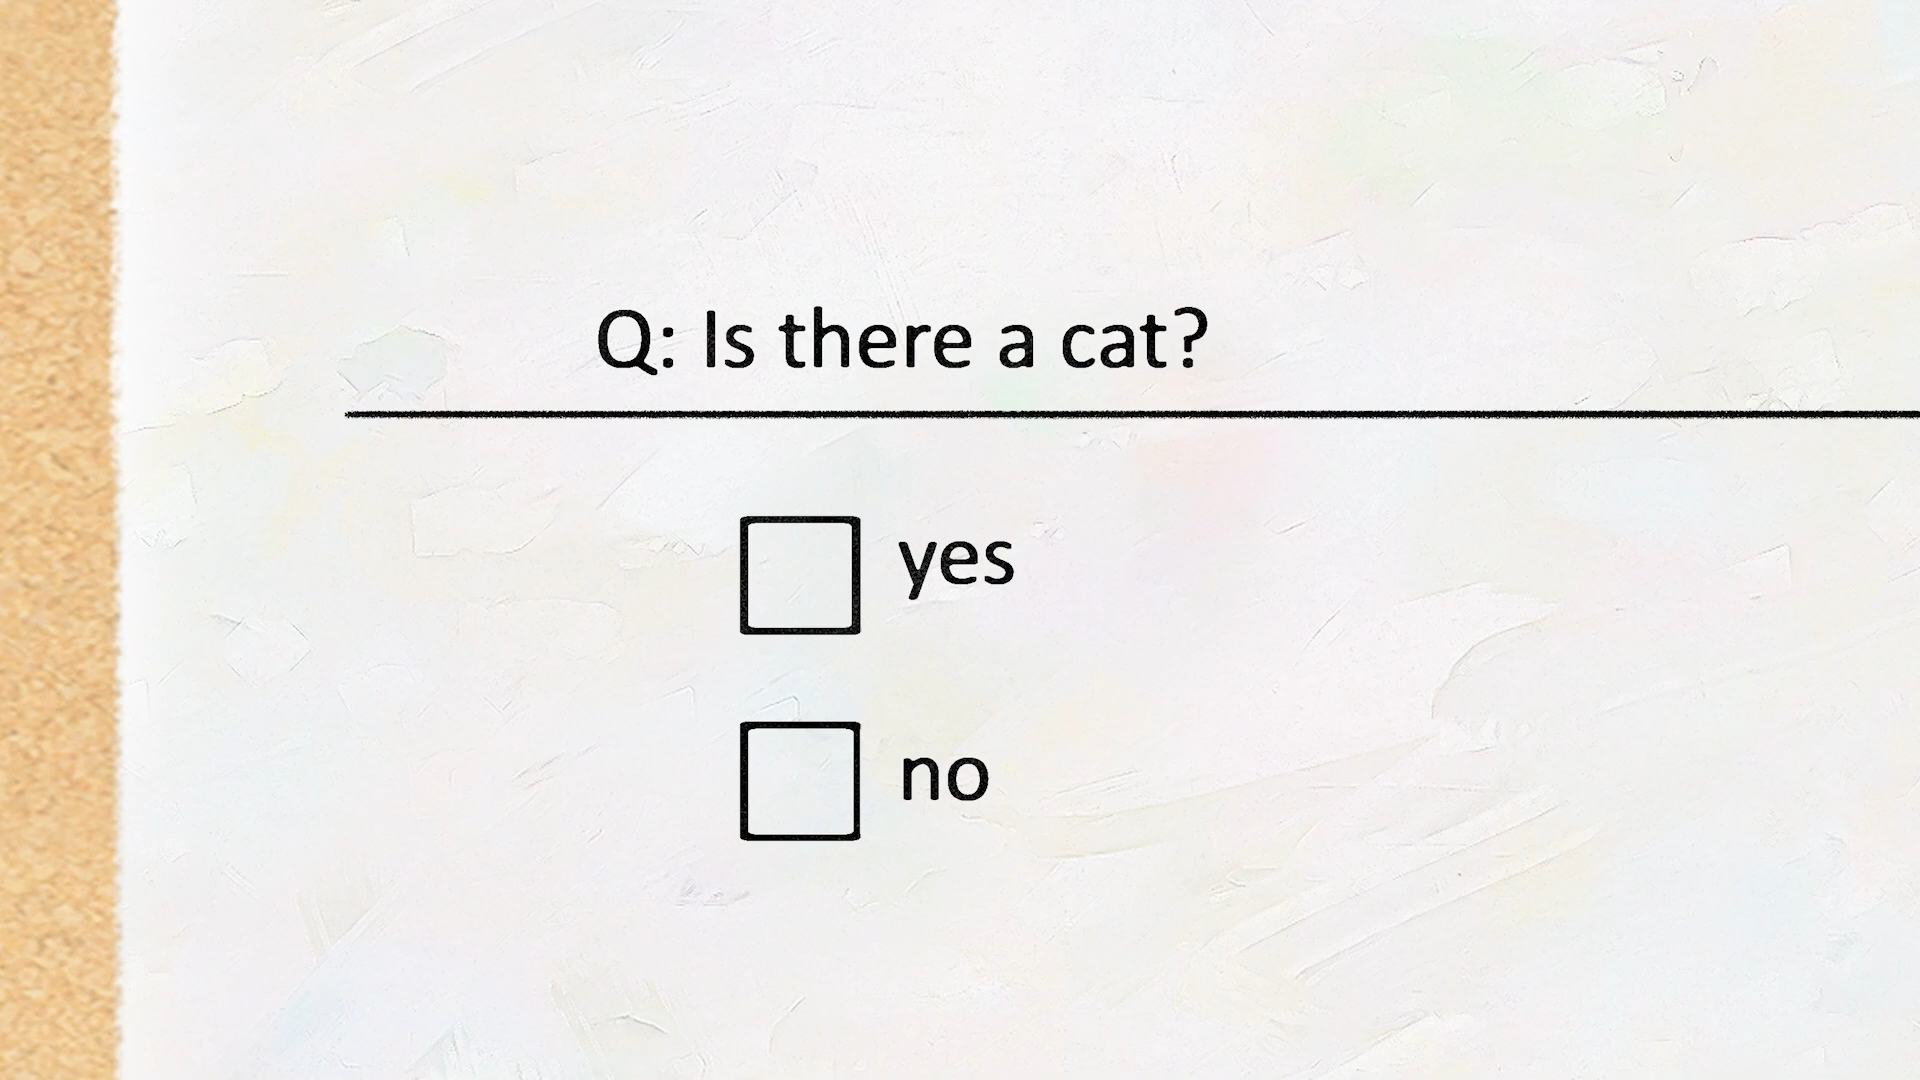 Q: Is there a cat?
yes
no